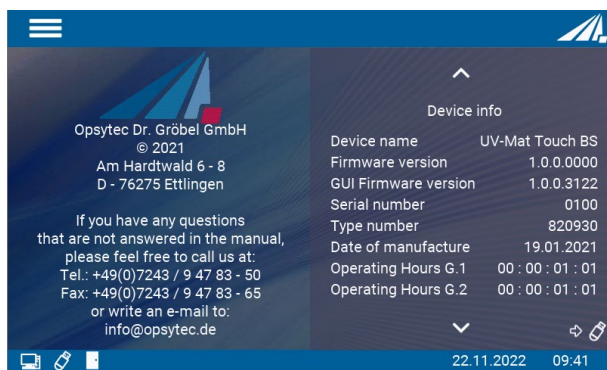 Opsytec Dr. Gröbel GmbH
© 2021
Am Hardtwald 6 - 8
D - 76275 Ettlingen
If you have any questions
that are not answered in the manual,
please feel free to call us at:
Tel.: +49(0)7243 / 9 47 83 - 50
Fax: +49(0)7243 / 9 47 83 - 65
or write an e-mail to:
info@opsytec.de
Device info
Device name UV-Mat Touch BS
Firmware version 1.0.0.0000
GUI Firmware version 1.0.0.3122
Serial number 0100
Type number 820930
Date of manufacture 19.01.2021
Operating Hours G.1 00 : 00 : 01 : 01
Operating Hours G.2 00 : 00 : 01 : 01
22.11.2022 09:41